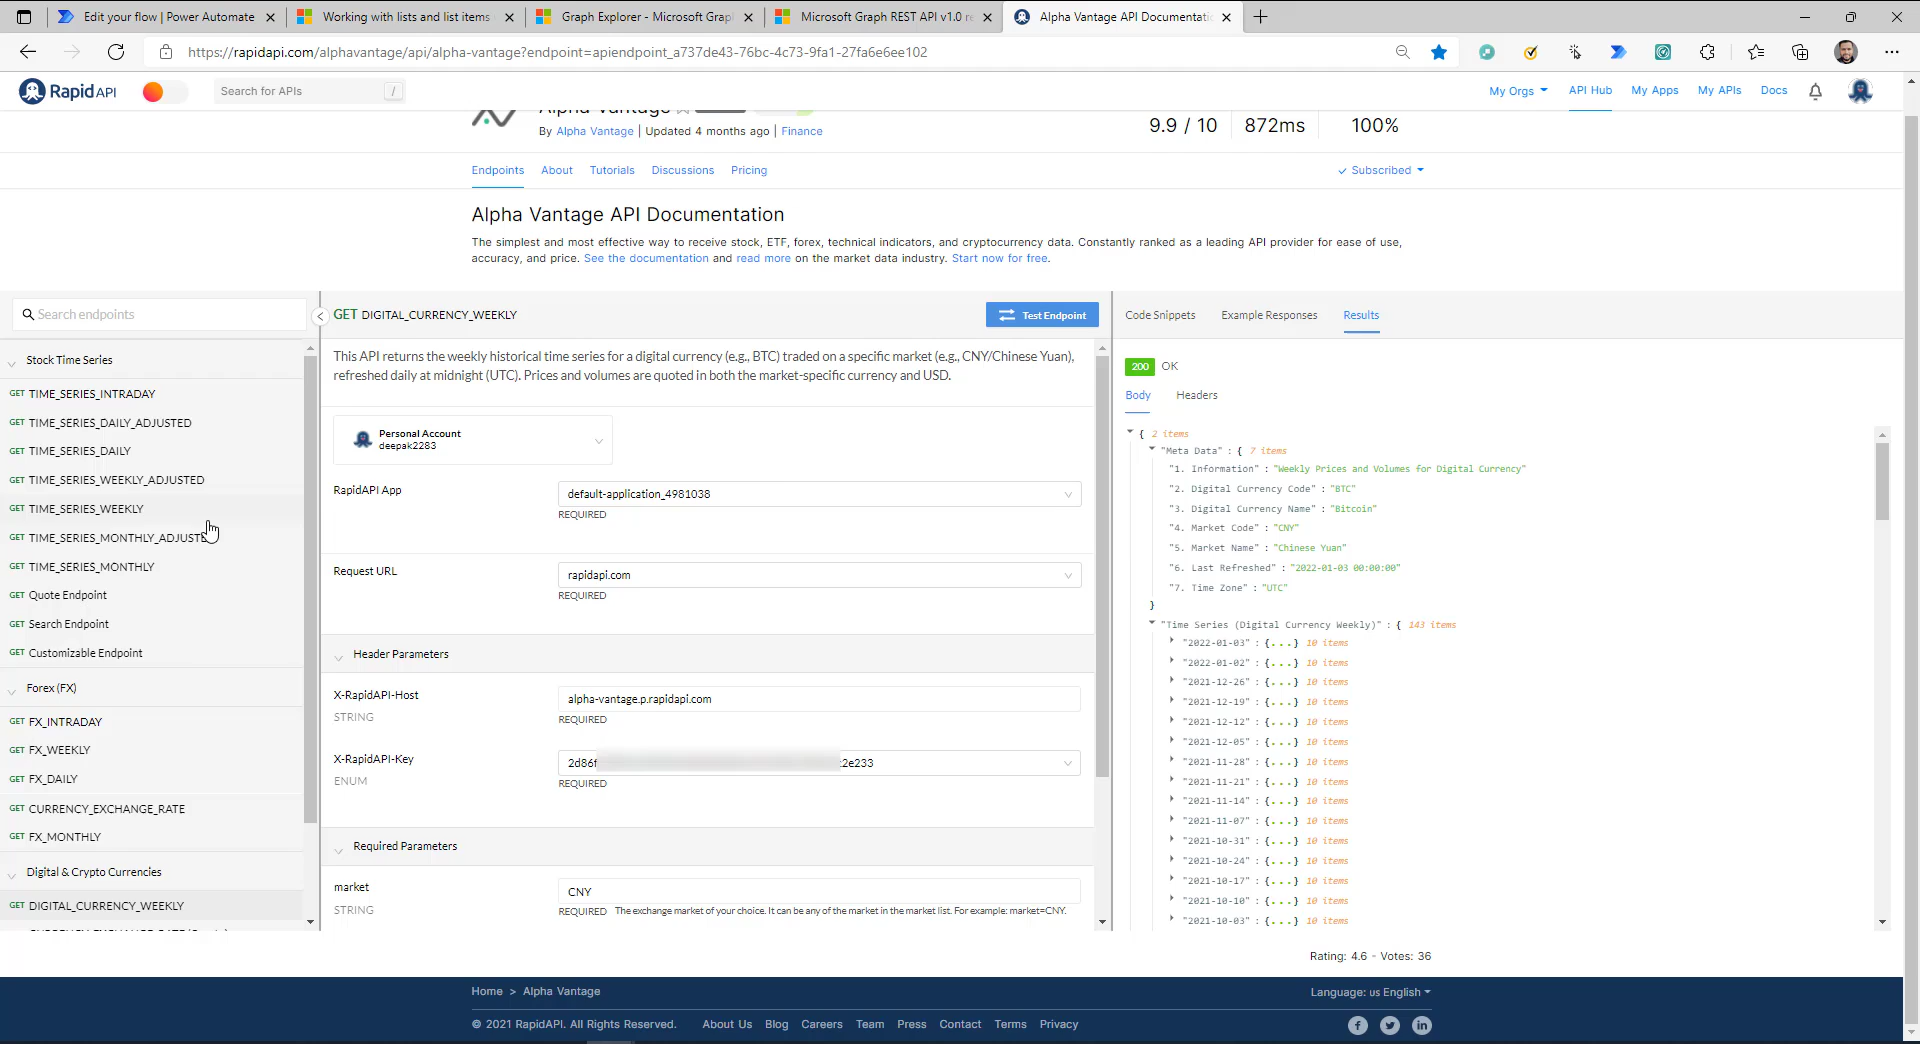 Edit your flow | Power Automate
Working with lists and list items
Graph Explorer - Microsoft Grap
Microsoft Graph REST API v1.0 re
Alpha Vantage API Documentatio
https://rapidapi.com/alphavantage/api/alpha-vantage?endpoint=apiendpoint_a737de43-76bc-4c73-9fa1-27fa6e6ee102
Rapid API
Search for APIs
/
My Orgs
API Hub
My Apps
My APIs
Docs
Alpha Vantage
By Alpha Vantage | Updated 4 months ago | Finance
9.9 / 10
872ms
100%
Endpoints
About
Tutorials
Discussions
Pricing
Subscribed
Alpha Vantage API Documentation
The simplest and most effective way to receive stock, ETF, forex, technical indicators, and cryptocurrency data. Constantly ranked as a leading API provider for ease of use,
accuracy, and price. See the documentation and read more on the market data industry. Start now for free.
Search endpoints
Stock Time Series
GET TIME_SERIES_INTRADAY
GET TIME_SERIES_DAILY_ADJUSTED
GET TIME_SERIES_DAILY
GET TIME_SERIES_WEEKLY_ADJUSTED
GET TIME_SERIES_WEEKLY
GET TIME_SERIES_MONTHLY_ADJUSTE
GET TIME_SERIES_MONTHLY
GET Quote Endpoint
GET Search Endpoint
GET Customizable Endpoint
Forex (FX)
GET FX_INTRADAY
GET FX_WEEKLY
GET FX_DAILY
GET CURRENCY_EXCHANGE_RATE
GET FX_MONTHLY
Digital & Crypto Currencies
GET DIGITAL_CURRENCY_WEEKLY
GET DIGITAL_CURRENCY_WEEKLY
Test Endpoint
This API returns the weekly historical time series for a digital currency (e.g., BTC) traded on a specific market (e.g., CNY/Chinese Yuan),
refreshed daily at midnight (UTC). Prices and volumes are quoted in both the market-specific currency and USD.
Personal Account
deepak2283
RapidAPI App
default-application_4981038
REQUIRED
Request URL
rapidapi.com
REQUIRED
Header Parameters
X-RapidAPI-Host
STRING
alpha-vantage.p.rapidapi.com
REQUIRED
X-RapidAPI-Key
ENUM
2d86f
2e233
REQUIRED
Required Parameters
market
STRING
CNY
REQUIRED The exchange market of your choice. It can be any of the market in the market list. For example: market=CNY.
Code Snippets
Example Responses
Results
200 OK
Body
Headers
{ 2 items
"Meta Data" : { 7 items
"1. Information" : "Weekly Prices and Volumes for Digital Currency"
"2. Digital Currency Code" : "BTC"
"3. Digital Currency Name" : "Bitcoin"
"4. Market Code" : "CNY"
"5. Market Name" : "Chinese Yuan"
"6. Last Refreshed" : "2022-01-03 00:00:00"
"7. Time Zone" : "UTC"
}
"Time Series (Digital Currency Weekly)" : { 143 items
"2022-01-03" : {...} 10 items
"2022-01-02" : {...} 10 items
"2021-12-26" : {...} 10 items
"2021-12-19" : {...} 10 items
"2021-12-12" : {...} 10 items
"2021-12-05" : {...} 10 items
"2021-11-28" : {...} 10 items
"2021-11-21" : {...} 10 items
"2021-11-14" : {...} 10 items
"2021-11-07" : {...} 10 items
"2021-10-31" : {...} 10 items
"2021-10-24" : {...} 10 items
"2021-10-17" : {...} 10 items
"2021-10-10" : {...} 10 items
"2021-10-03" : {...} 10 items
Rating: 4.6 - Votes: 36
Home > Alpha Vantage
Language: us English
© 2021 RapidAPI. All Rights Reserved.
About Us
Blog
Careers
Team
Press
Contact
Terms
Privacy